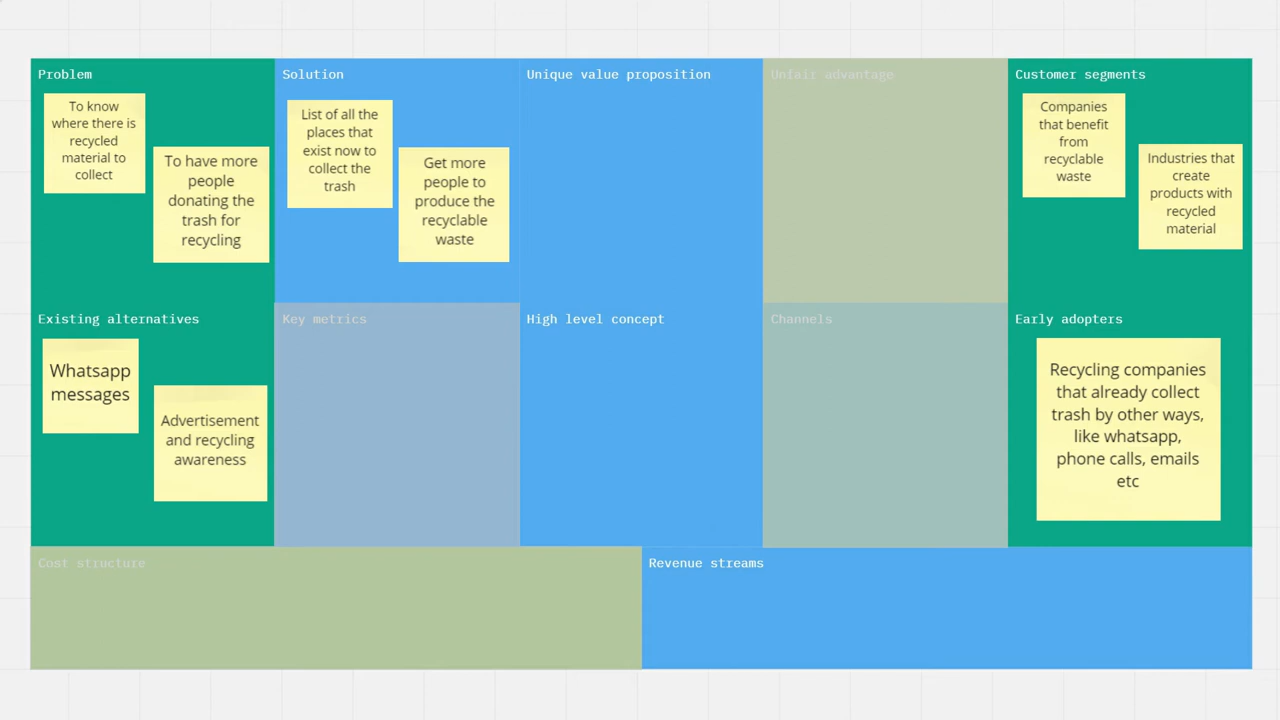 Problem
To know
where there is
recycled
material to
collect
To have more
people
donating the
trash for
recycling
Solution
List of all the
places that
exist now to
collect the
trash
Get more
people to
produce the
recyclable
waste
Unique value proposition
Unfair advantage
Customer segments
Companies
that benefit
from
recyclable
waste
Industries that
create
products with
recycled
material
Existing alternatives
Whatsapp
messages
Advertisement
and recycling
awareness
Key metrics
High level concept
Channels
Early adopters
Recycling companies
that already collect
trash by other ways,
like whatsapp,
phone calls, emails
etc
Cost structure
Revenue streams